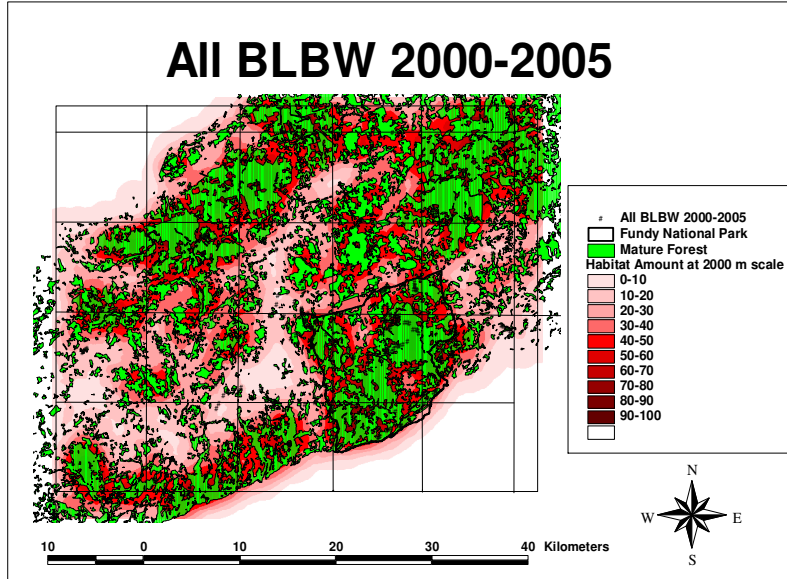 All BLBW 2000-2005
# All BLBW 2000-2005
Fundy National Park
Mature Forest
Habitat Amount at 2000 m scale
0-10
10-20
20-30
30-40
40-50
50-60
60-70
70-80
80-90
90-100
N
W E
S
10 0 10 20 30 40 Kilometers